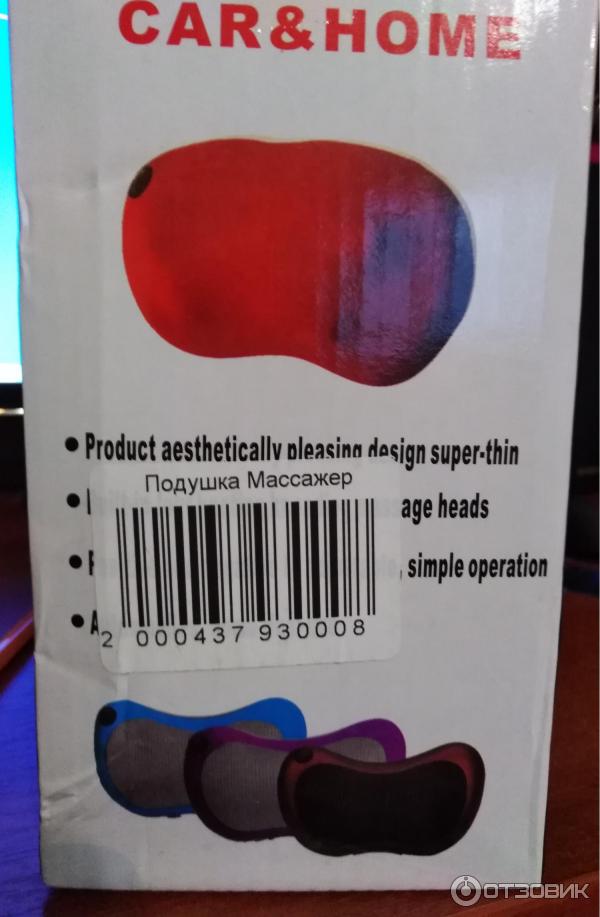 CAR&HOME
• Product aesthetically pleasing design super-thin
Подушка Массажер
• age heads
• , simple operation
• A
2 000437 930008
ОТЗОВИК